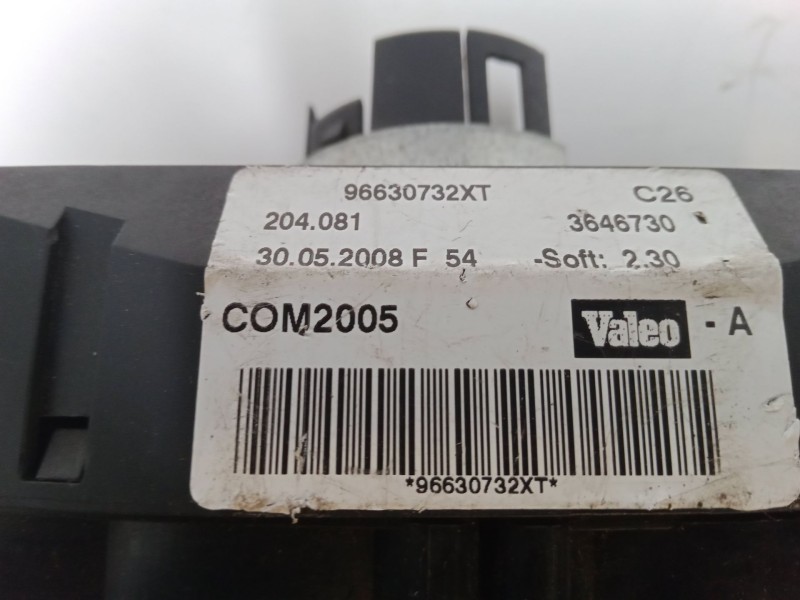 96630732XT C26
204.081 3646730
30.05.2008 F 54 -Soft: 2.30
COM2005 Valeo - A
*96630732XT*